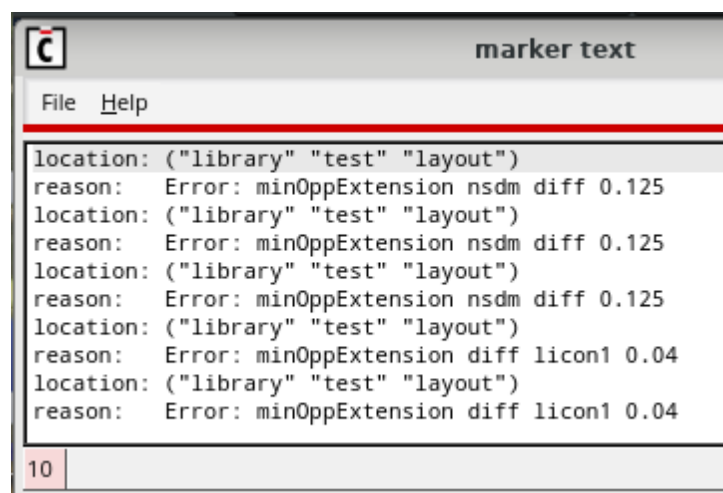 marker text
File Help
location: ("library" "test" "layout")
reason: Error: minOppExtension nsdm diff 0.125
location: ("library" "test" "layout")
reason: Error: minOppExtension nsdm diff 0.125
location: ("library" "test" "layout")
reason: Error: minOppExtension nsdm diff 0.125
location: ("library" "test" "layout")
reason: Error: minOppExtension diff licon1 0.04
location: ("library" "test" "layout")
reason: Error: minOppExtension diff licon1 0.04
10